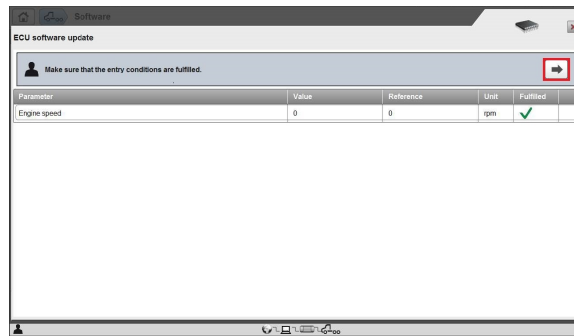 Software
ECU software update
Make sure that the entry conditions are fulfilled.
Parameter Value Reference Unit Fulfilled
Engine speed 0 0 rpm